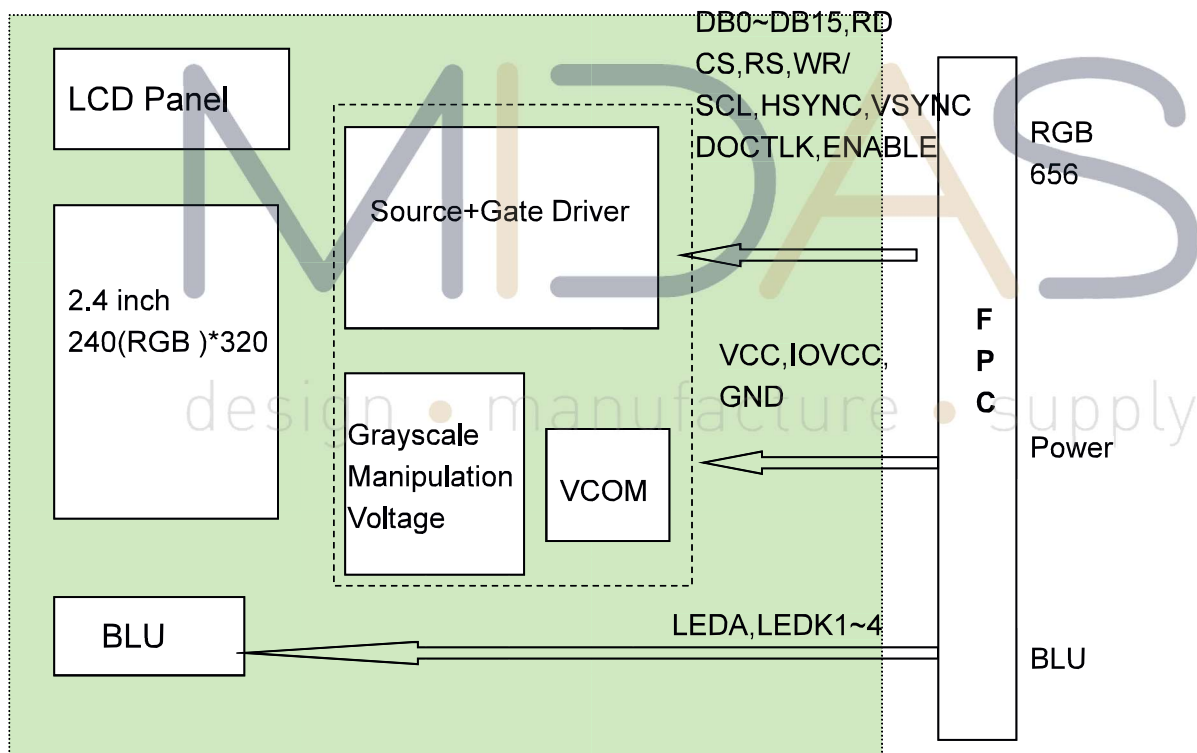 DB0~DB15,RD
CS,RS,WR/
SCL,HSYNC,VSYNC
DOCTLK,ENABLE
LCD Panel
RGB
656
MIDAS
Source+Gate Driver
2.4 inch
240(RGB )*320
F
P
C
VCC,IOVCC,
GND
design • manufacture • supply
Grayscale
Manipulation
Voltage
VCOM
Power
LEDA,LEDK1~4
BLU
BLU